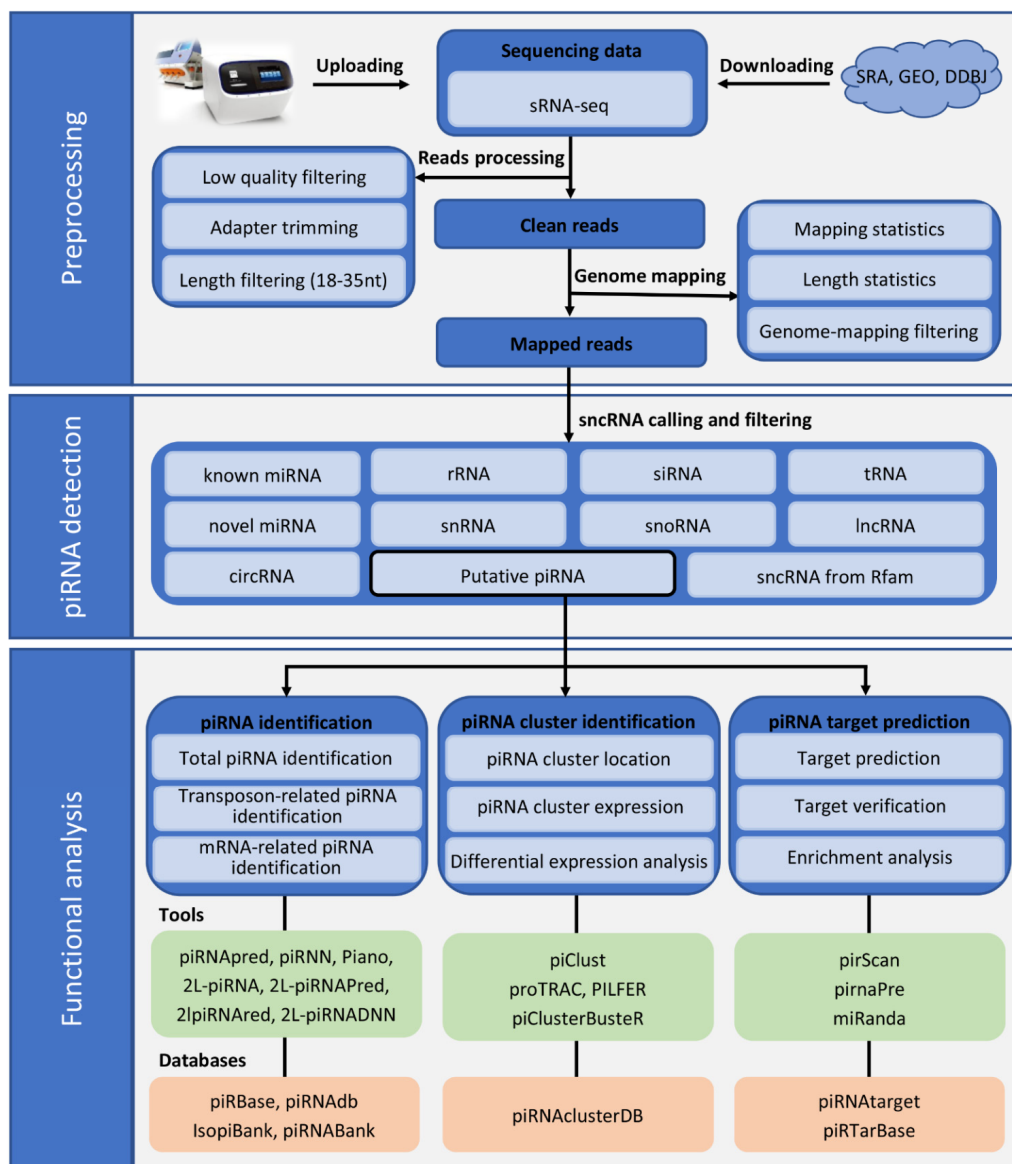 Preprocessing
Uploading
Sequencing data
sRNA-seq
Downloading
SRA, GEO, DDBJ
Reads processing
Low quality filtering
Adapter trimming
Length filtering (18-35nt)
Clean reads
Genome mapping
Mapping statistics
Length statistics
Genome-mapping filtering
Mapped reads
piRNA detection
sncRNA calling and filtering
known miRNA
rRNA
siRNA
tRNA
novel miRNA
snRNA
snoRNA
lncRNA
circRNA
Putative piRNA
sncRNA from Rfam
Functional analysis
piRNA identification
Total piRNA identification
Transposon-related piRNA
identification
mRNA-related piRNA
identification
piRNA cluster identification
piRNA cluster location
piRNA cluster expression
Differential expression analysis
piRNA target prediction
Target prediction
Target verification
Enrichment analysis
Tools
piRNApred, piRNN, Piano,
2L-piRNA, 2L-piRNAPred,
2lpiRNAred, 2L-piRNADNN
piClust
proTRAC, PILFER
piClusterBusteR
pirScan
pirnaPre
miRanda
Databases
piRBase, piRNAdb
IsopiBank, piRNABank
piRNAclusterDB
piRNAtarget
piRTarBase